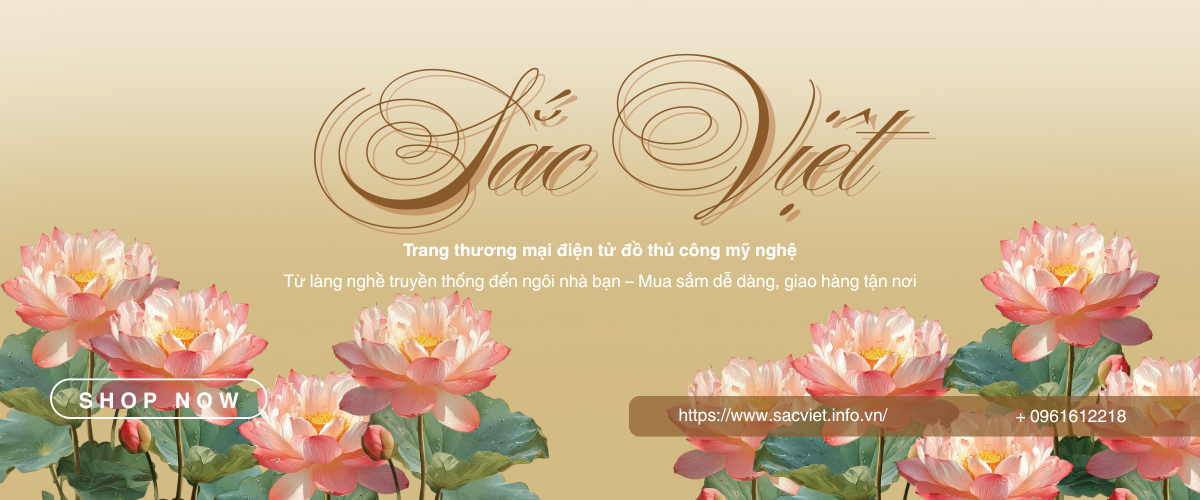 Sắc Việt
Trang thương mại điện tử đồ thủ công mỹ nghệ
Từ làng nghề truyền thống đến ngôi nhà bạn – Mua sắm dễ dàng, giao hàng tận nơi
SHOP NOW
https://www.sacviet.info.vn/ + 0961612218